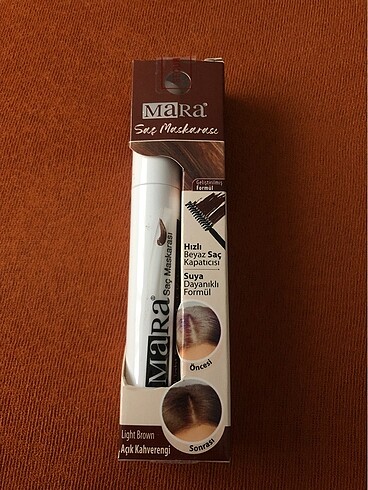 MaRa®
Saç Maskarası
Geliştirilmiş
Formül
Hızlı
Beyaz Saç
Kapatıcısı
Suya
Dayanıklı
Formül
MaRa®
Saç Maskarası
Öncesi
Light Brown
Açık Kahverengi
Sonrası